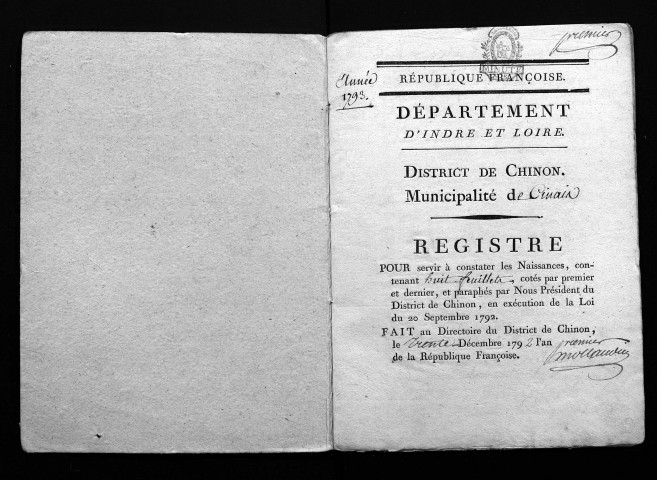 premier
Année
1793.
RÉPUBLIQUE FRANÇOISE.
DÉPARTEMENT
D'INDRE ET LOIRE.
DISTRICT DE CHINON.
Municipalité de Cinais
REGISTRE
POUR servir à constater les Naissances, con-
tenant huit feuillets, cotés par premier
et dernier, et paraphés par Nous Président du
District de Chinon, en exécution de la Loi
du 20 Septembre 1792.
FAIT au Directoire du District de Chinon,
le trente Décembre 1792 l'an premier
de la République Françoise.